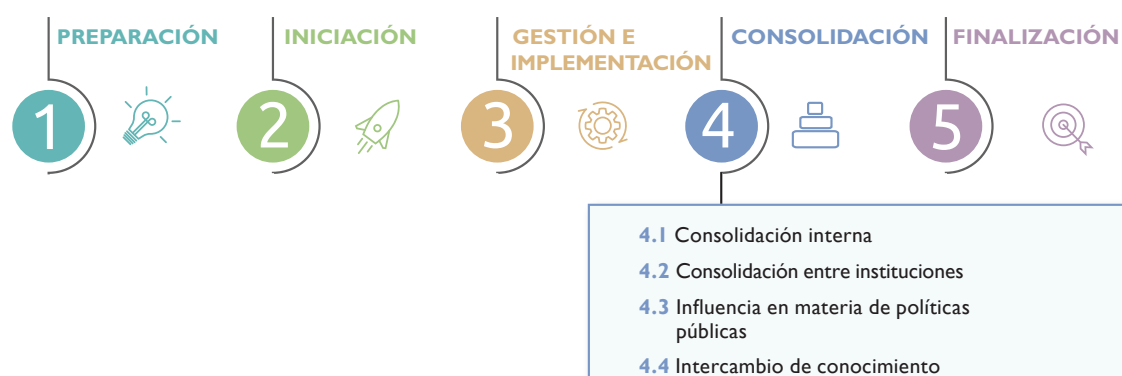 PREPARACIÓN
1
INICIACIÓN
2
GESTIÓN E
IMPLEMENTACIÓN
3
CONSOLIDACIÓN
4
FINALIZACIÓN
5
4.1 Consolidación interna
4.2 Consolidación entre instituciones
4.3 Influencia en materia de políticas
públicas
4.4 Intercambio de conocimiento